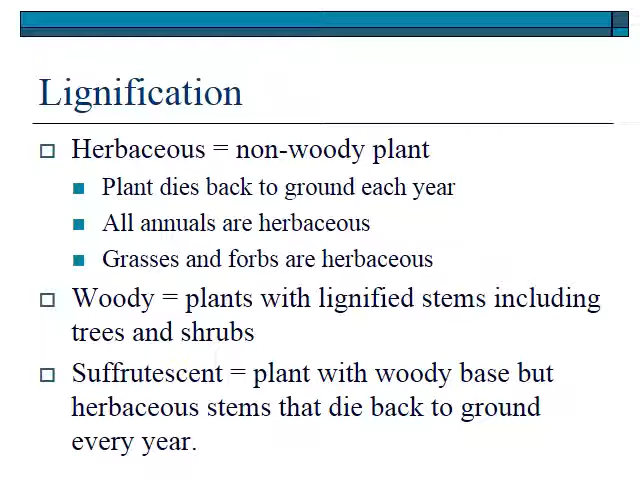 Lignification
Herbaceous = non-woody plant
Plant dies back to ground each year
All annuals are herbaceous
Grasses and forbs are herbaceous
Woody = plants with lignified stems including
trees and shrubs
Suffrutescent = plant with woody base but
herbaceous stems that die back to ground
every year.